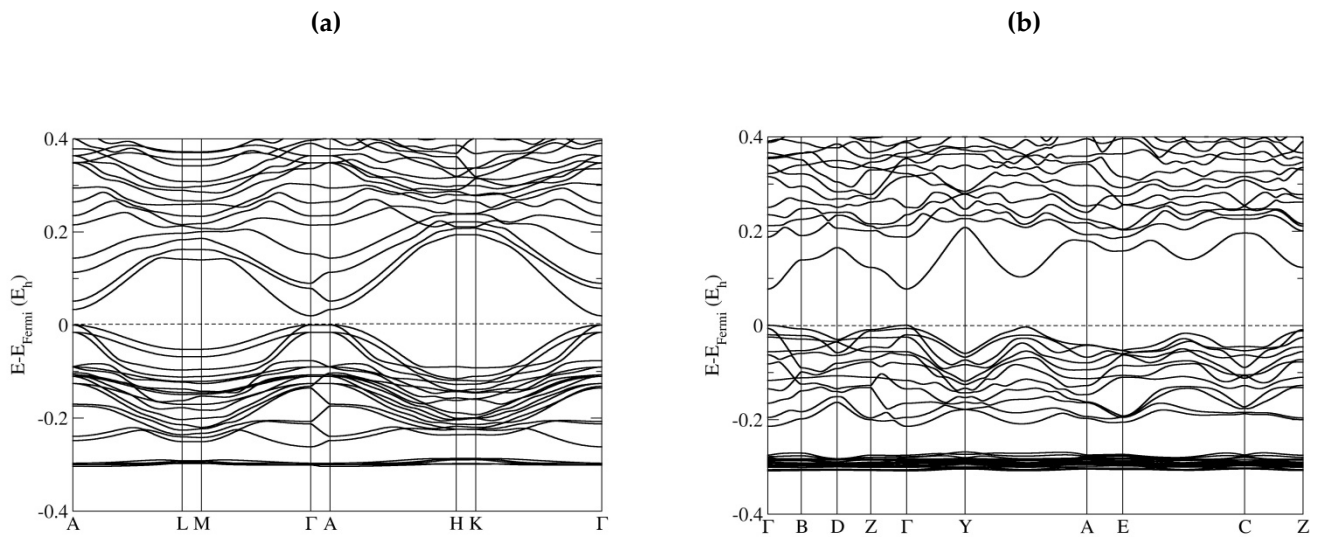 (a)
(b)
0.4
0.2
0
-0.2
-0.4
E-E_Fermi (E_h)
A L M Γ A H K Γ
0.4
0.2
0
-0.2
-0.4
E-E_Fermi (E_h)
Γ B D Z Γ Y A E C Z